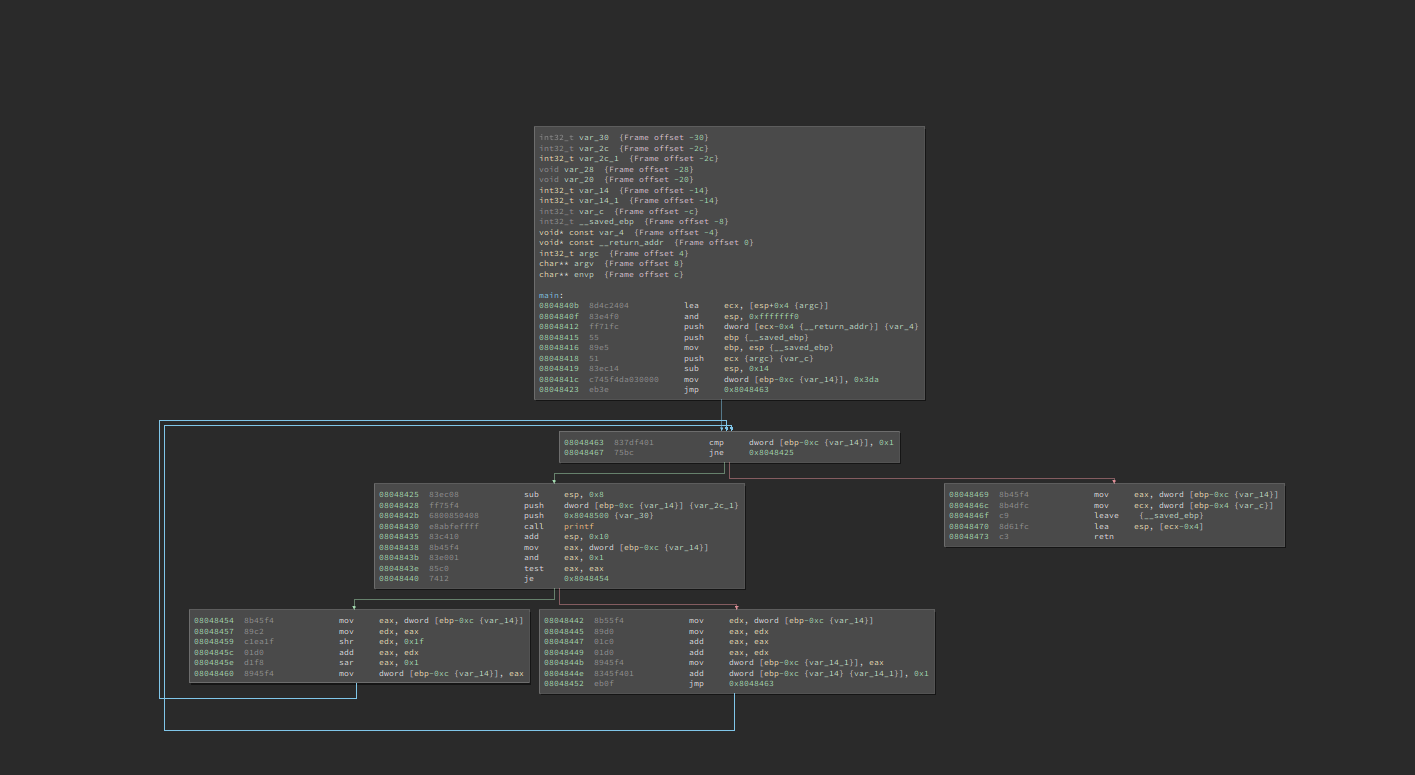 int32_t var_30  {Frame offset -30}
int32_t var_2c  {Frame offset -2c}
int32_t var_2c_1  {Frame offset -2c}
void var_28  {Frame offset -28}
void var_20  {Frame offset -20}
int32_t var_14  {Frame offset -14}
int32_t var_14_1  {Frame offset -14}
int32_t var_c  {Frame offset -c}
int32_t __saved_ebp  {Frame offset -8}
void* const var_4  {Frame offset -4}
void* const __return_addr  {Frame offset 0}
int32_t argc  {Frame offset 4}
char** argv  {Frame offset 8}
char** envp  {Frame offset c}
main:
0804840b  8d4c2404  lea  ecx, [esp+0x4 {argc}]
0804840f  83e4f0  and  esp, 0xfffffff0
08048412  ff71fc  push  dword [ecx-0x4 {__return_addr}] {var_4}
08048415  55  push  ebp {__saved_ebp}
08048416  89e5  mov  ebp, esp {__saved_ebp}
08048418  51  push  ecx {argc} {var_c}
08048419  83ec14  sub  esp, 0x14
0804841c  c745f4da030000  mov  dword [ebp-0xc {var_14}], 0x3da
08048423  eb3e  jmp  0x8048463
08048463  837df401  cmp  dword [ebp-0xc {var_14}], 0x1
08048467  75bc  jne  0x8048425
08048425  83ec08  sub  esp, 0x8
08048428  ff75f4  push  dword [ebp-0xc {var_14}] {var_2c_1}
0804842b  6800850408  push  0x8048500 {var_30}
08048430  e8abfeffff  call  printf
08048435  83c410  add  esp, 0x10
08048438  8b45f4  mov  eax, dword [ebp-0xc {var_14}]
0804843b  83e001  and  eax, 0x1
0804843e  85c0  test  eax, eax
08048440  7412  je  0x8048454
08048469  8b45f4  mov  eax, dword [ebp-0xc {var_14}]
0804846c  8b4dfc  mov  ecx, dword [ebp-0x4 {var_c}]
0804846f  c9  leave  {__saved_ebp}
08048470  8d61fc  lea  esp, [ecx-0x4]
08048473  c3  retn
08048454  8b45f4  mov  eax, dword [ebp-0xc {var_14}]
08048457  89c2  mov  edx, eax
08048459  c1ea1f  shr  edx, 0x1f
0804845c  01d0  add  eax, edx
0804845e  d1f8  sar  eax, 0x1
08048460  8945f4  mov  dword [ebp-0xc {var_14}], eax
08048442  8b55f4  mov  edx, dword [ebp-0xc {var_14}]
08048445  89d0  mov  eax, edx
08048447  01c0  add  eax, eax
08048449  01d0  add  eax, edx
0804844b  8945f4  mov  dword [ebp-0xc {var_14_1}], eax
0804844e  8345f401  add  dword [ebp-0xc {var_14} {var_14_1}], 0x1
08048452  eb0f  jmp  0x8048463